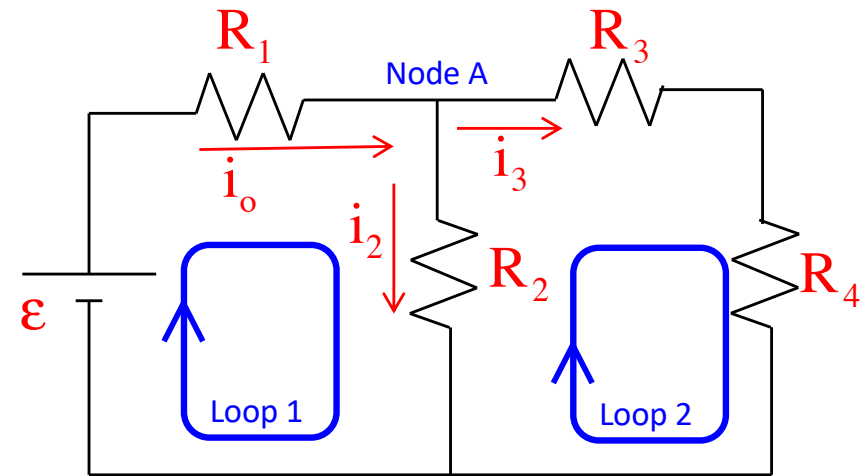 R₁
Node A
R₃
iₒ
i₃
i₂
ε
R₂
R₄
Loop 1
Loop 2